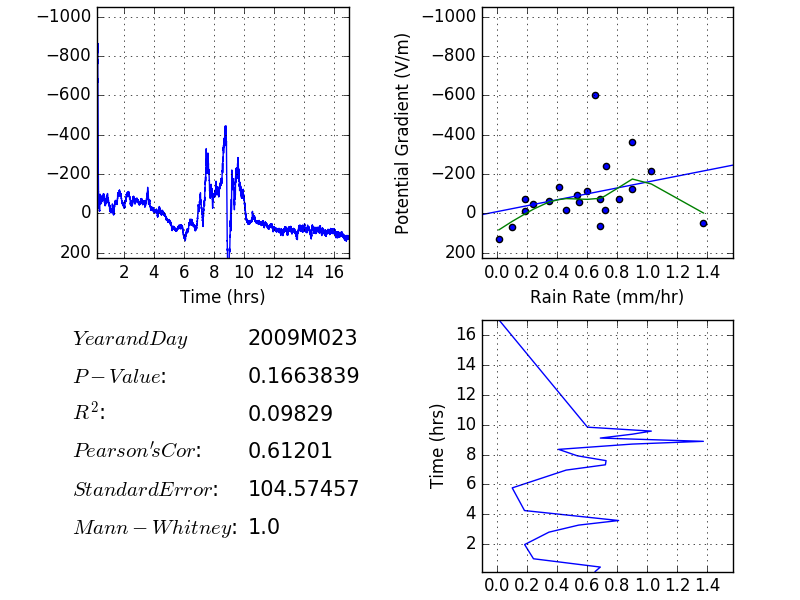 −1000
−800
−600
−400
−200
0
200
2 4 6 8 10 12 14 16
Time (hrs)
Potential Gradient (V/m)
−1000
−800
−600
−400
−200
0
200
0.0 0.2 0.4 0.6 0.8 1.0 1.2 1.4
Rain Rate (mm/hr)
YearandDay 2009M023
P−Value: 0.1663839
R²: 0.09829
Pearson'sCor: 0.61201
StandardError: 104.57457
Mann−Whitney: 1.0
Time (hrs)
16
14
12
10
8
6
4
2
0.0 0.2 0.4 0.6 0.8 1.0 1.2 1.4